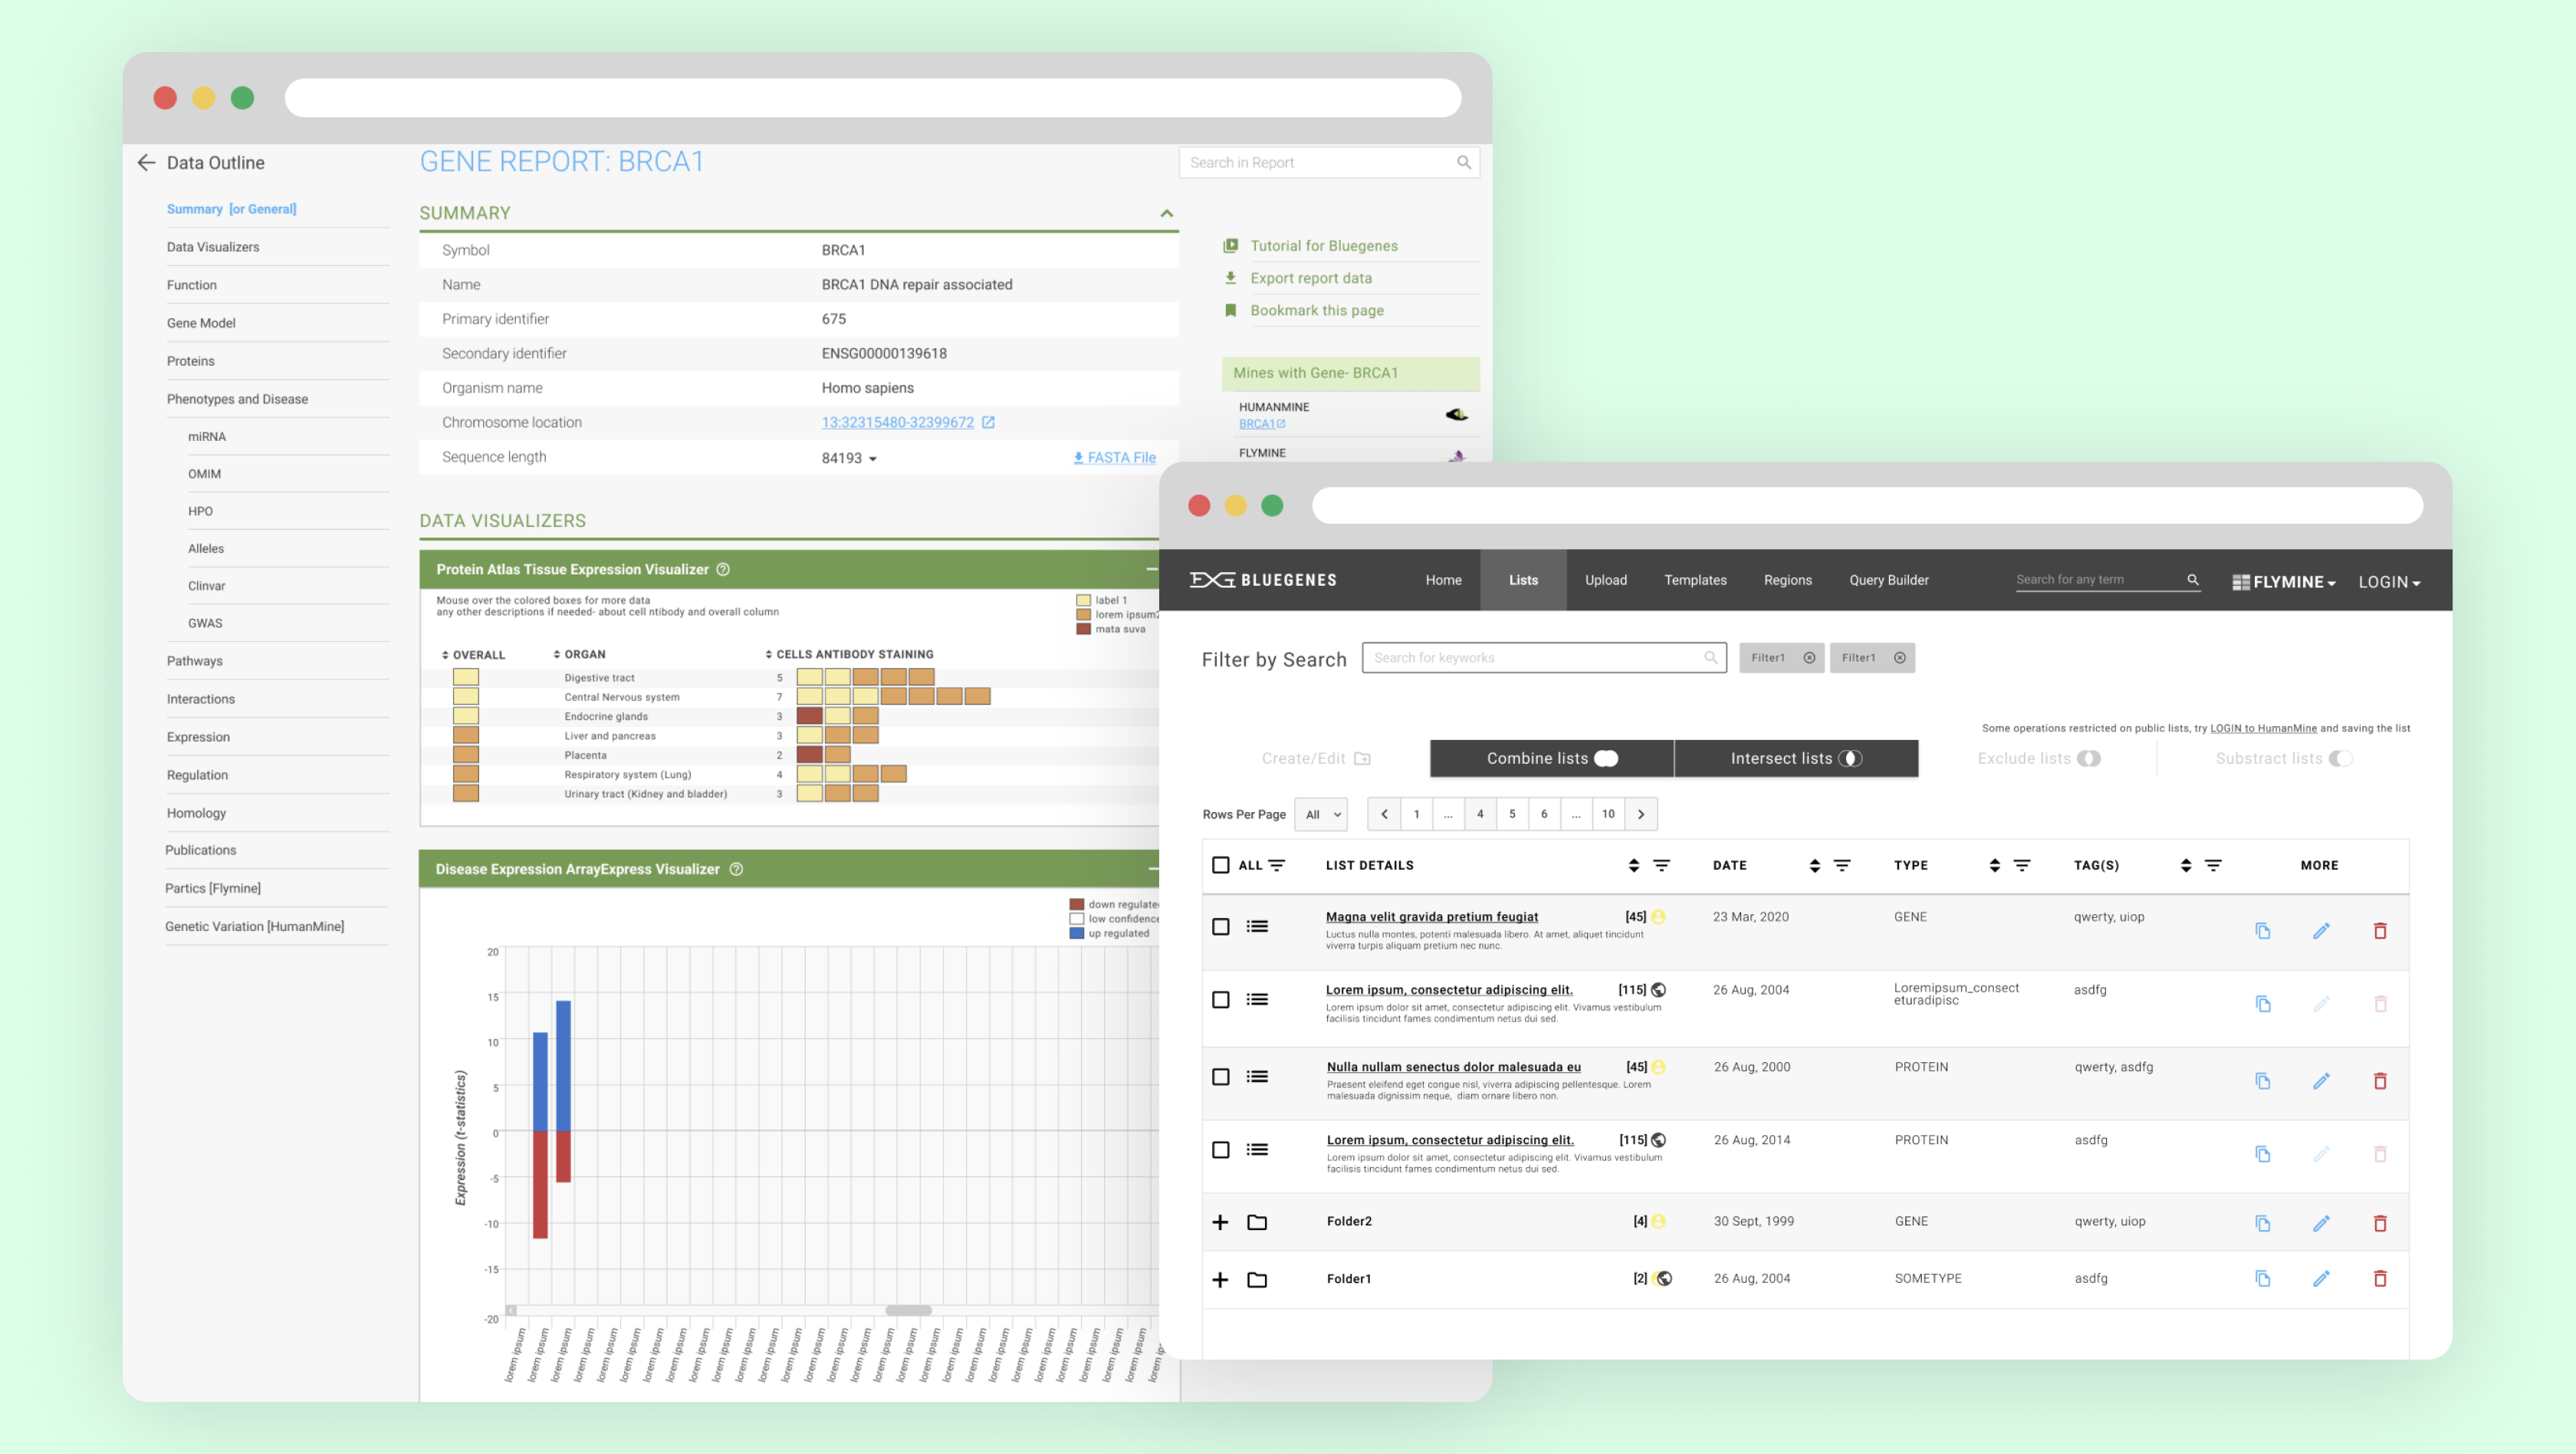 Data Outline
Summary [or General]
Data Visualizers
Function
Gene Model
Proteins
Phenotypes and Disease
miRNA
OMIM
HPO
Alleles
Clinvar
GWAS
Pathways
Interactions
Expression
Regulation
Homology
Publications
Partics [Flymine]
Genetic Variation [HumanMine]
GENE REPORT: BRCA1
Search in Report
SUMMARY
Symbol BRCA1
Name BRCA1 DNA repair associated
Primary identifier 675
Secondary identifier ENSG00000139618
Organism name Homo sapiens
Chromosome location 13:32315480-32399672
Sequence length 84193 FASTA File
Tutorial for Bluegenes
Export report data
Bookmark this page
Mines with Gene- BRCA1
HUMANMINE
BRCA1
FLYMINE
DATA VISUALIZERS
Protein Atlas Tissue Expression Visualizer
Mouse over the colored boxes for more data
any other descriptions if needed- about cell ntibody and overall column
label 1
lorem ipsum2
mata suva
OVERALL ORGAN CELLS ANTIBODY STAINING
Digestive tract 5
Central Nervous system 7
Endocrine glands 3
Liver and pancreas 3
Placenta 2
Respiratory system (Lung) 4
Urinary tract (Kidney and bladder) 3
Disease Expression ArrayExpress Visualizer
down regulated
low confidence
up regulated
Expression (t-statistics)
20
15
10
5
0
-5
-10
-15
-20
lorem ipsum lorem ipsum lorem ipsum lorem ipsum lorem ipsum lorem ipsum lorem ipsum lorem ipsum lorem ipsum lorem ipsum lorem ipsum lorem ipsum lorem ipsum lorem ipsum lorem ipsum lorem ipsum lorem ipsum lorem ipsum lorem ipsum lorem ipsum lorem ipsum lorem ipsum lorem ipsum lorem ipsum lorem ipsum lorem ipsum lorem ipsum lorem ip
BLUEGENES Home Lists Upload Templates Regions Query Builder Search for any term FLYMINE LOGIN
Filter by Search Search for keyworks Filter1 Filter1
Some operations restricted on public lists, try LOGIN to HumanMine and saving the list
Create/Edit Combine lists Intersect lists Exclude lists Substract lists
Rows Per Page All 1 ... 4 5 6 ... 10
ALL LIST DETAILS DATE TYPE TAG(S) MORE
Magna velit gravida pretium feugiat [45] 23 Mar, 2020 GENE qwerty, uiop
Luctus nulla montes, potenti malesuada libero. At amet, aliquet tincidunt
viverra turpis aliquam pretium nec nunc.
Lorem ipsum, consectetur adipiscing elit. [115] 26 Aug, 2004 Loremipsum_consect asdfg
eturadipisc
Lorem ipsum dolor sit amet, consectetur adipiscing elit. Vivamus vestibulum
facilisis tincidunt fames condimentum netus dui sed.
Nulla nullam senectus dolor malesuada eu [45] 26 Aug, 2000 PROTEIN qwerty, asdfg
Praesent eleifend eget congue nisl, viverra adipiscing pellentesque. Lorem
malesuada dignissim neque, diam ornare libero non.
Lorem ipsum, consectetur adipiscing elit. [115] 26 Aug, 2014 PROTEIN asdfg
Lorem ipsum dolor sit amet, consectetur adipiscing elit. Vivamus vestibulum
facilisis tincidunt fames condimentum netus dui sed.
Folder2 [4] 30 Sept, 1999 GENE qwerty, uiop
Folder1 [2] 26 Aug, 2004 SOMETYPE asdfg